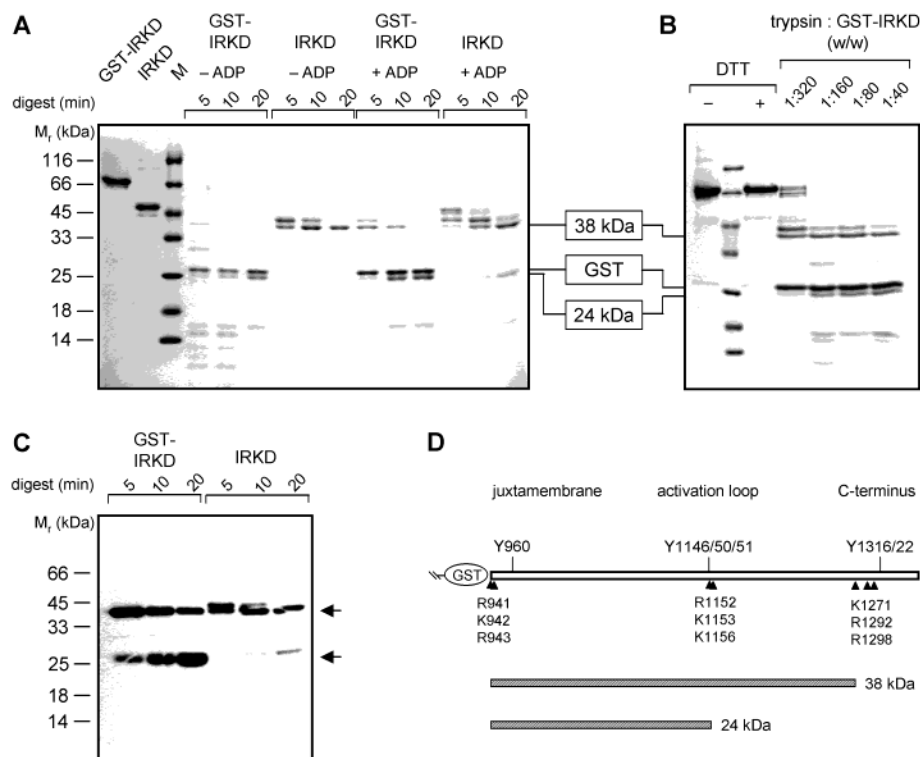 A
GST-IRKD
IRKD
M
GST-
IRKD
– ADP
IRKD
– ADP
GST-
IRKD
+ ADP
IRKD
+ ADP
digest (min)
5 10 20 5 10 20 5 10 20 5 10 20
Mr (kDa)
116
66
45
33
25
18
14
38 kDa
GST
24 kDa
B
trypsin : GST-IRKD
(w/w)
DTT
– +
1:320 1:160 1:80 1:40
C
GST-
IRKD
IRKD
digest (min)
5 10 20 5 10 20
Mr (kDa)
66
45
33
25
18
14
D
juxtamembrane activation loop C-terminus
Y960 Y1146/50/51 Y1316/22
GST
R941 R1152 K1271
K942 K1153 R1292
R943 K1156 R1298
38 kDa
24 kDa